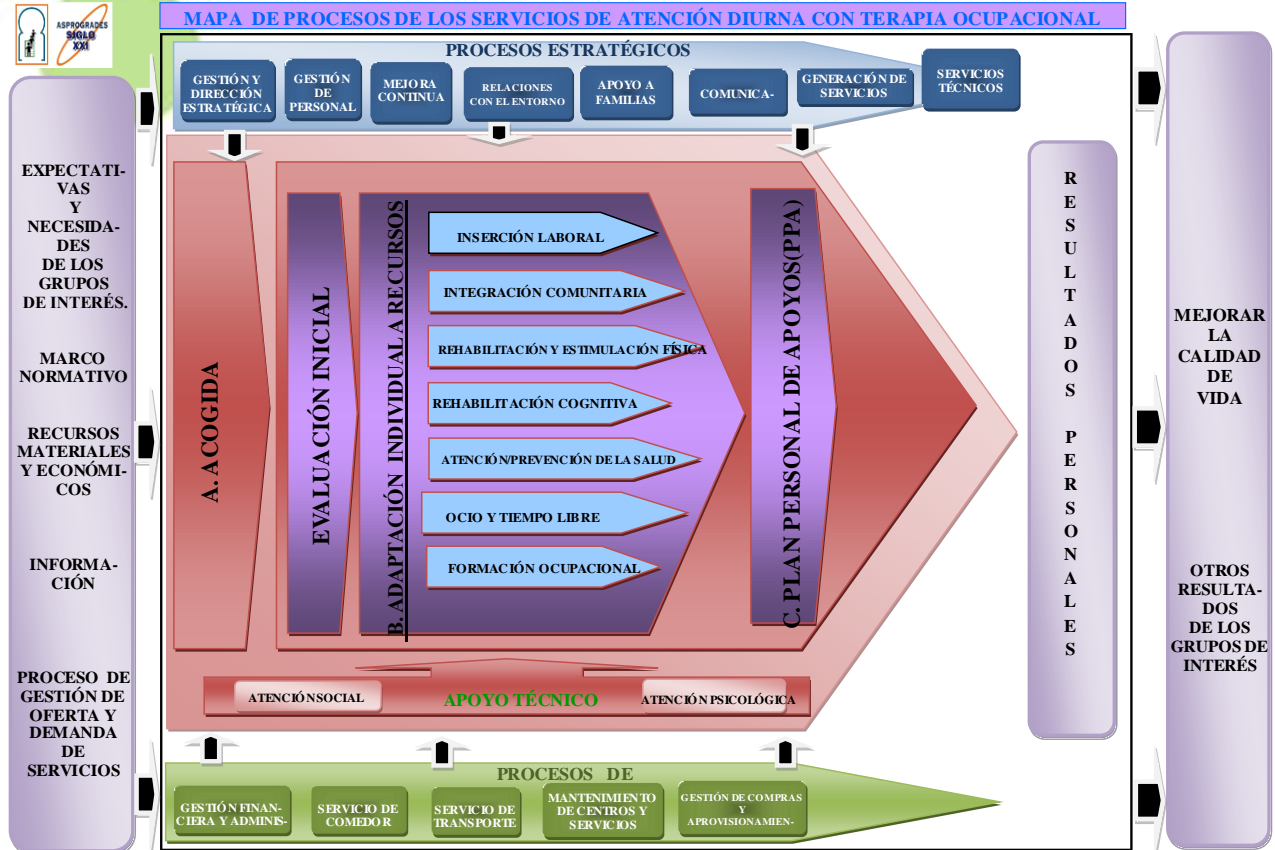 ASPROGRADES
SIGLO
XXI
MAPA DE PROCESOS DE LOS SERVICIOS DE ATENCIÓN DIURNA CON TERAPIA OCUPACIONAL
EXPECTATI-
VAS
Y
NECESIDA-
DES
DE LOS
GRUPOS
DE INTERÉS.
MARCO
NORMATIVO
RECURSOS
MATERIALES
Y ECONÓMI-
COS
INFORMA-
CIÓN
PROCESO DE
GESTIÓN DE
OFERTA Y
DEMANDA
DE
SERVICIOS
PROCESOS ESTRATÉGICOS
GESTIÓN Y
DIRECCIÓN
ESTRATÉGICA
GESTIÓN
DE
PERSONAL
MEJORA
CONTINUA
RELACIONES
CON EL ENTORNO
APOYO A
FAMILIAS
COMUNICA-
GENERACIÓN DE
SERVICIOS
SERVICIOS
TÉCNICOS
A. ACOGIDA
EVALUACIÓN INICIAL
B. ADAPTACIÓN INDIVIDUAL A RECURSOS
INSERCIÓN LABORAL
INTEGRACIÓN COMUNITARIA
REHABILITACIÓN Y ESTIMULACIÓN FÍSICA
REHABILITACIÓN COGNITIVA
ATENCIÓN/PREVENCIÓN DE LA SALUD
OCIO Y TIEMPO LIBRE
FORMACIÓN OCUPACIONAL
C. PLAN PERSONAL DE APOYOS(PPA)
ATENCIÓN SOCIAL
APOYO TÉCNICO
ATENCIÓN PSICOLÓGICA
PROCESOS DE
GESTIÓN FINAN-
CIERA Y ADMINIS-
SERVICIO DE
COMEDOR
SERVICIO DE
TRANSPORTE
MANTENIMIENTO
DE CENTROS Y
SERVICIOS
GESTIÓN DE COMPRAS
Y
APROVISIONAMIEN-
RESULTADOS PERSONALES
MEJORAR
LA
CALIDAD
DE
VIDA
OTROS
RESULTA-
DOS
DE LOS
GRUPOS DE
INTERÉS